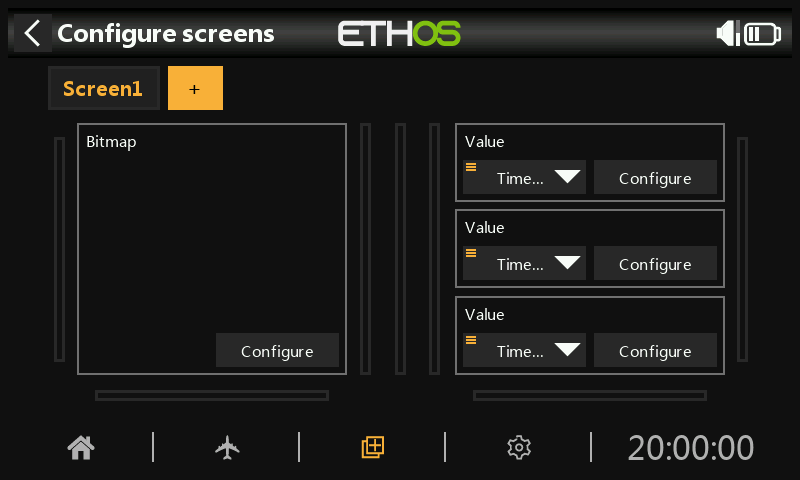 Configure screens
ETHOS
Screen1
+
Bitmap
Configure
Value
Time...
Configure
Value
Time...
Configure
Value
Time...
Configure
20:00:00